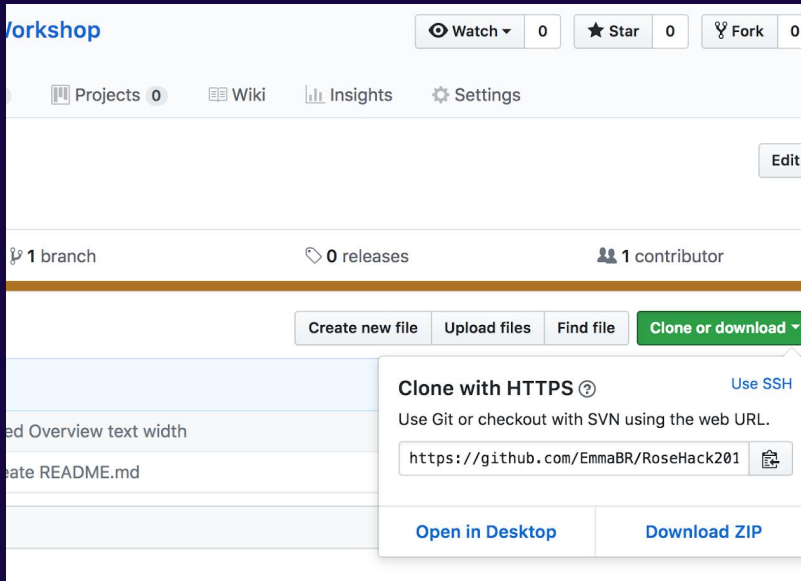 Workshop
Watch 0 Star 0 Fork 0
Projects 0 Wiki Insights Settings
Edit
1 branch 0 releases 1 contributor
Create new file Upload files Find file Clone or download
Clone with HTTPS ? Use SSH
Use Git or checkout with SVN using the web URL.
ed Overview text width
https://github.com/EmmaBR/RoseHack201
eate README.md
Open in Desktop Download ZIP